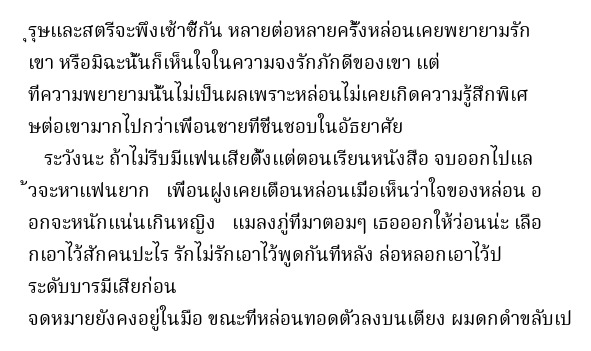 ุรุษและสตรีจะพึงเข้าซี้กัน หลายต่อหลายครั้งหล่อนเคยพยายามรัก
เขา หรือมิฉะนั้นก็เห็นใจในความจงรักภักดีของเขา แต่
ที่ความพยายามนั้นไม่เป็นผลเพราะหล่อนไม่เคยเกิดความรู้สึกพิเศ
ษต่อเขามากไปกว่าเพื่อนชายที่ชื่นชอบในอัธยาศัย
ระวังนะ ถ้าไม่รีบมีแฟนเสียตั้งแต่ตอนเรียนหนังสือ จบออกไปแล
้วจะหาแฟนยาก เพื่อนฝูงเคยเตือนหล่อนเมื่อเห็นว่าใจของหล่อน อ
อกจะหนักแน่นเกินหญิง แมลงภู่ที่มาตอมๆ เธอออกให้ว่อนน่ะ เลือ
กเอาไว้สักคนปะไร รักไม่รักเอาไว้พูดกันทีหลัง ล่อหลอกเอาไว้ป
ระดับบารมีเสียก่อน
จดหมายยังคงอยู่ในมือ ขณะที่หล่อนทอดตัวลงบนเตียง ผมดกดำขลับเป